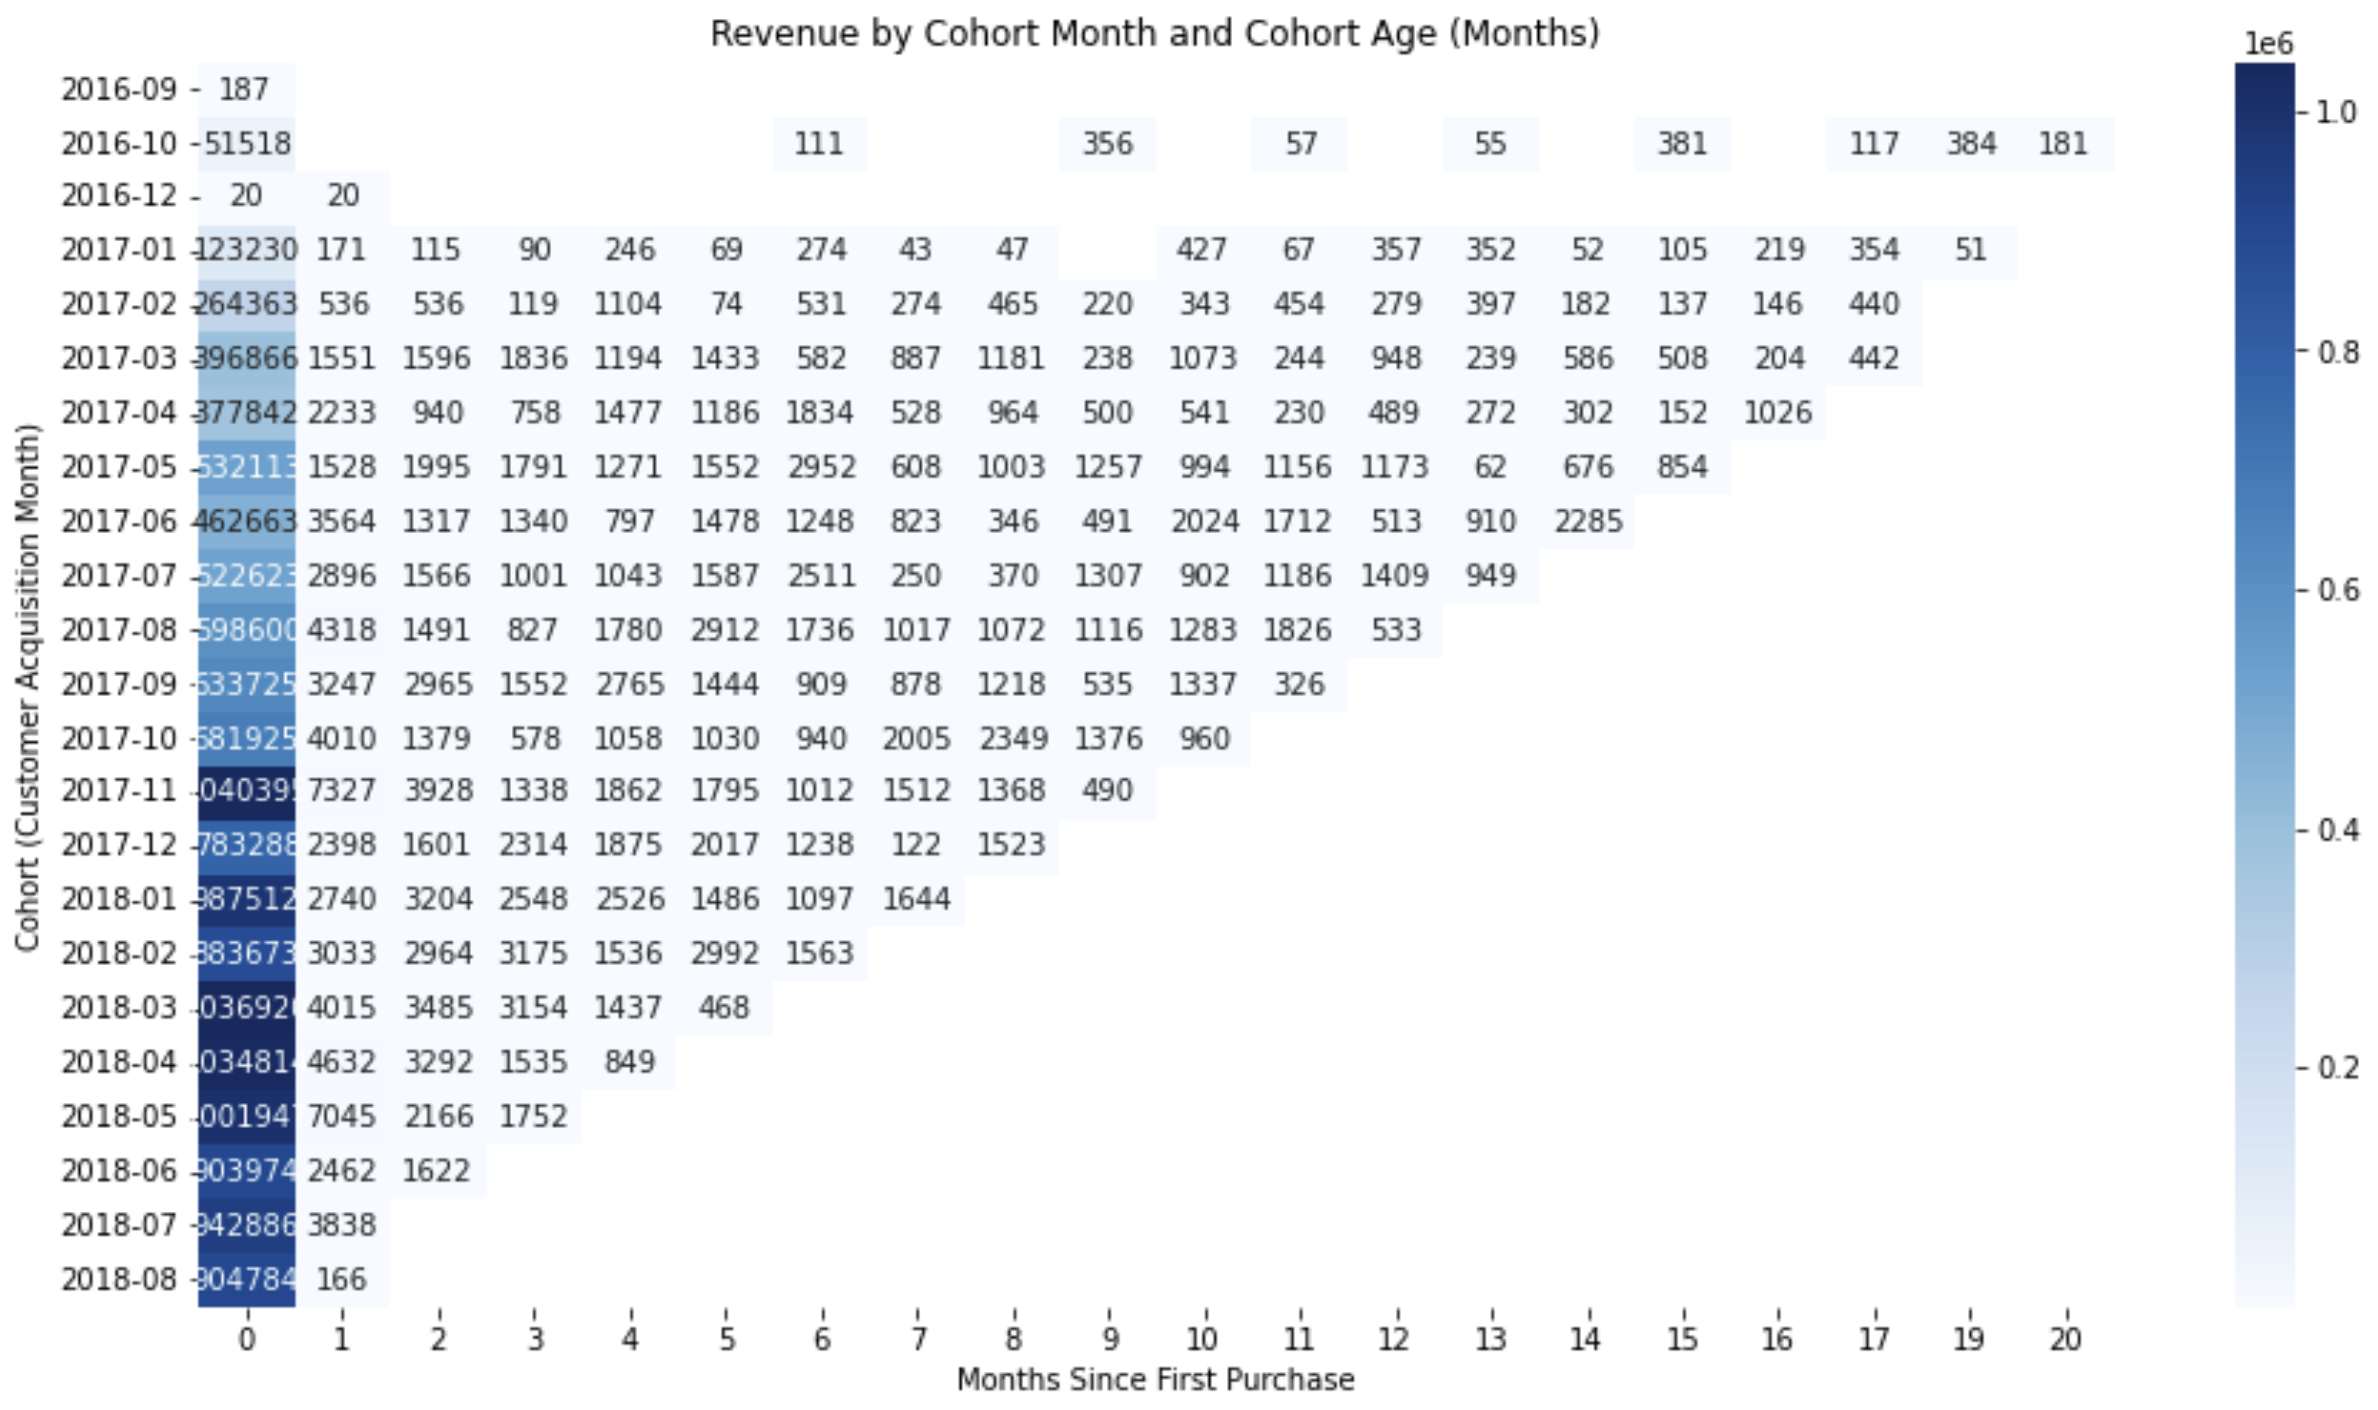 Revenue by Cohort Month and Cohort Age (Months)
1e6
2016-09 187
2016-10 51518 111 356 57 55 381 117 384 181
2016-12 20 20
2017-01 123230 171 115 90 246 69 274 43 47 427 67 357 352 52 105 219 354 51
2017-02 264363 536 536 119 1104 74 531 274 465 220 343 454 279 397 182 137 146 440
2017-03 396866 1551 1596 1836 1194 1433 582 887 1181 238 1073 244 948 239 586 508 204 442
2017-04 377842 2233 940 758 1477 1186 1834 528 964 500 541 230 489 272 302 152 1026
2017-05 532113 1528 1995 1791 1271 1552 2952 608 1003 1257 994 1156 1173 62 676 854
2017-06 462663 3564 1317 1340 797 1478 1248 823 346 491 2024 1712 513 910 2285
2017-07 522623 2896 1566 1001 1043 1587 2511 250 370 1307 902 1186 1409 949
2017-08 598600 4318 1491 827 1780 2912 1736 1017 1072 1116 1283 1826 533
2017-09 633725 3247 2965 1552 2765 1444 909 878 1218 535 1337 326
2017-10 681925 4010 1379 578 1058 1030 940 2005 2349 1376 960
2017-11 7327 3928 1338 1862 1795 1012 1512 1368 490
2017-12 783288 2398 1601 2314 1875 2017 1238 122 1523
2018-01 987512 2740 3204 2548 2526 1486 1097 1644
2018-02 883673 3033 2964 3175 1536 2992 1563
2018-03 4015 3485 3154 1437 468
2018-04 4632 3292 1535 849
2018-05 7045 2166 1752
2018-06 903974 2462 1622
2018-07 942886 3838
2018-08 904784 166
0 1 2 3 4 5 6 7 8 9 10 11 12 13 14 15 16 17 19 20
Months Since First Purchase
Cohort (Customer Acquisition Month)
1.0
0.8
0.6
0.4
0.2